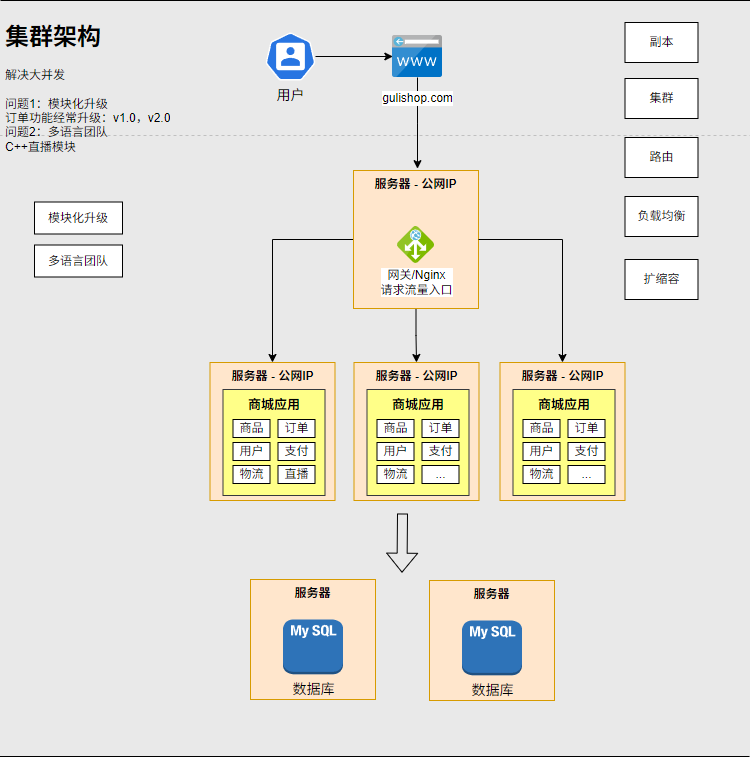 集群架构
解决大并发
问题1：模块化升级
订单功能经常升级：v1.0，v2.0
问题2：多语言团队
C++直播模块
模块化升级
多语言团队
用户
WWW
gulishop.com
副本
集群
路由
负载均衡
扩缩容
服务器 - 公网IP
网关/Nginx
请求流量入口
服务器 - 公网IP
商城应用
商品
订单
用户
支付
物流
直播
服务器 - 公网IP
商城应用
商品
订单
用户
支付
物流
...
服务器 - 公网IP
商城应用
商品
订单
用户
支付
物流
...
服务器
My SQL
数据库
服务器
My SQL
数据库